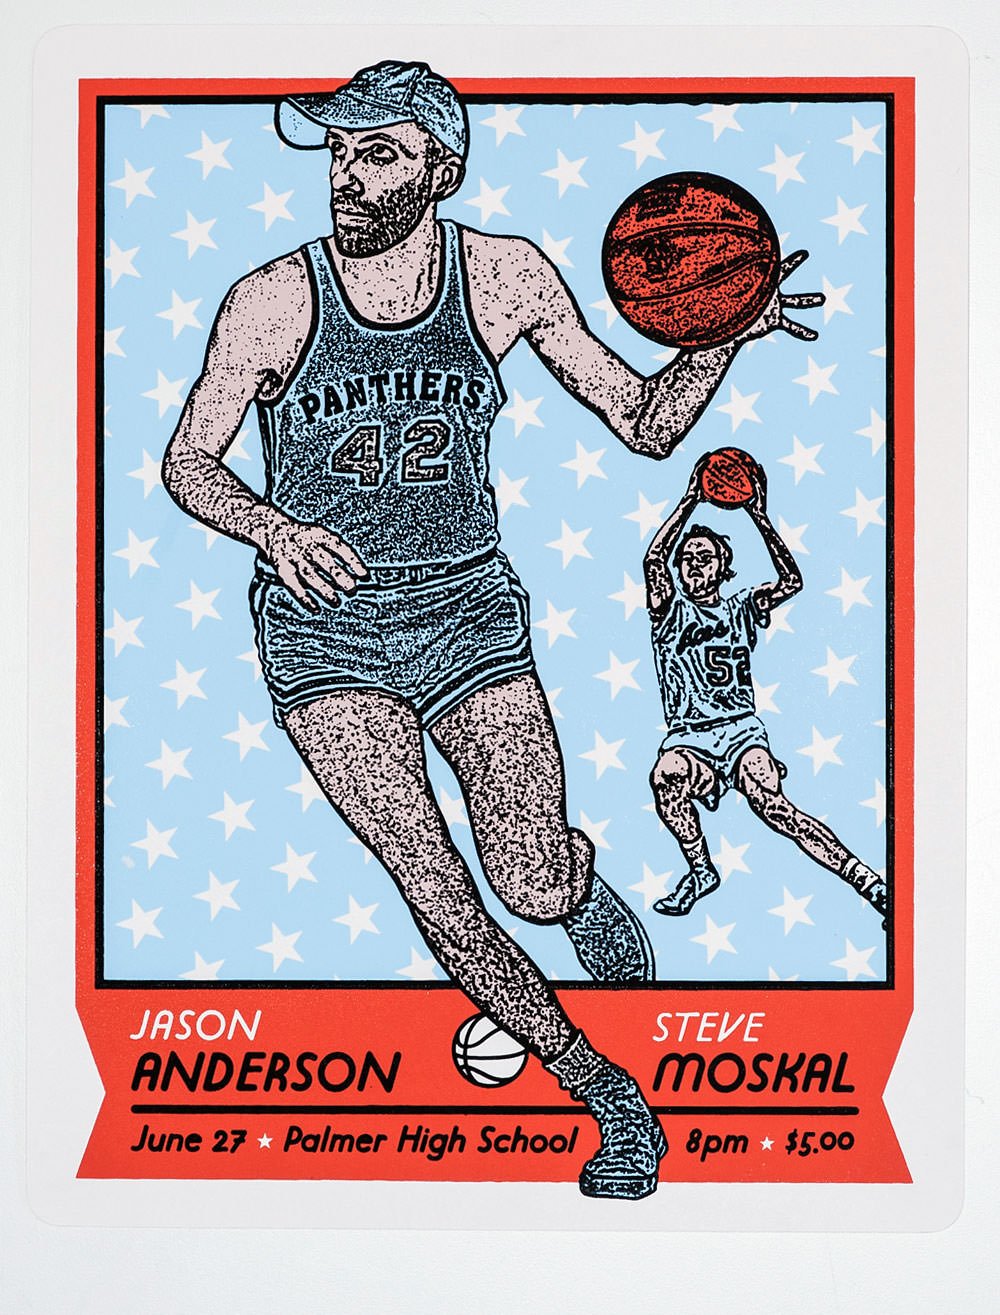 PANTHERS
42
52
JASON
ANDERSON
STEVE
MOSKAL
June 27 ★ Palmer High School
8pm ★ $5.00